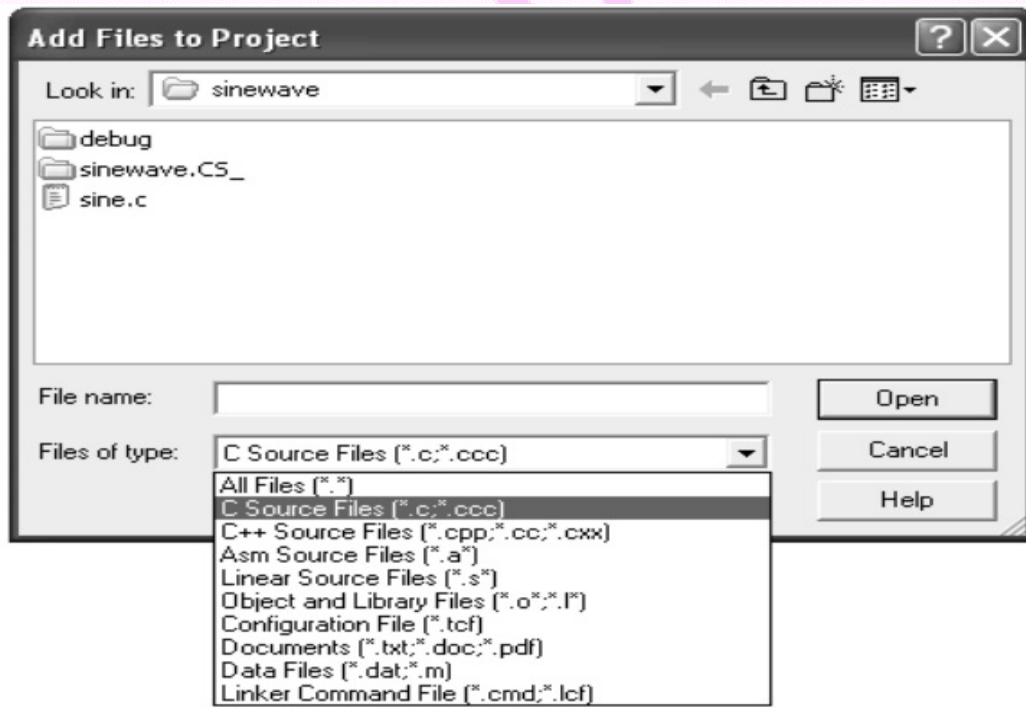 Add Files to Project
Look in: sinewave
debug
sinewave.CS_
sine.c
File name:
Open
Files of type: C Source Files (*.c;*.ccc)
Cancel
All Files (*.*)
C Source Files (*.c;*.ccc)
Help
C++ Source Files (*.cpp;*.cc;*.cxx)
Asm Source Files (*.a*)
Linear Source Files (*.s*)
Object and Library Files (*.o*;*.l*)
Configuration File (*.tcf)
Documents (*.txt;*.doc;*.pdf)
Data Files (*.dat;*.m)
Linker Command File (*.cmd;*.lcf)